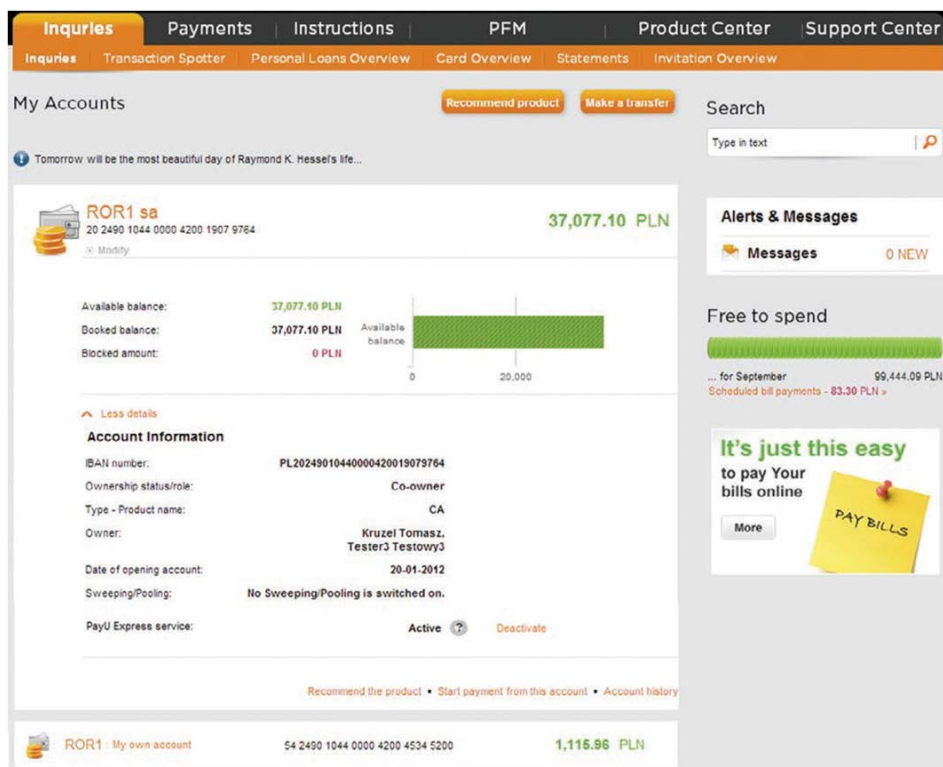 Inquries Payments Instructions PFM Product Center Support Center
Inquries Transaction Spotter Personal Loans Overview Card Overview Statements Invitation Overview
My Accounts
Recommend product
Make a transfer
Tomorrow will be the most beautiful day of Raymond K. Hessel's life...
ROR1 sa
20 2490 1044 0000 4200 1907 9764
Modify
37,077.10 PLN
Available balance: 37,077.10 PLN
Booked balance: 37,077.10 PLN
Blocked amount: 0 PLN
Available
balance
0 20,000
Less details
Account Information
IBAN number: PL20249010440000420019079764
Ownership status/role: Co-owner
Type - Product name: CA
Owner: Kruzel Tomasz,
Tester3 Testowy3
Date of opening account: 20-01-2012
Sweeping/Pooling: No Sweeping/Pooling is switched on.
PayU Express service: Active ? Deactivate
Recommend the product • Start payment from this account • Account history
ROR1 : My own account 54 2490 1044 0000 4200 4534 5200 1,115.96 PLN
Search
Type in text
Alerts & Messages
Messages 0 NEW
Free to spend
... for September 99,444.09 PLN
Scheduled bill payments - 83.30 PLN »
It's just this easy
to pay Your
bills online
More
PAY BILLS